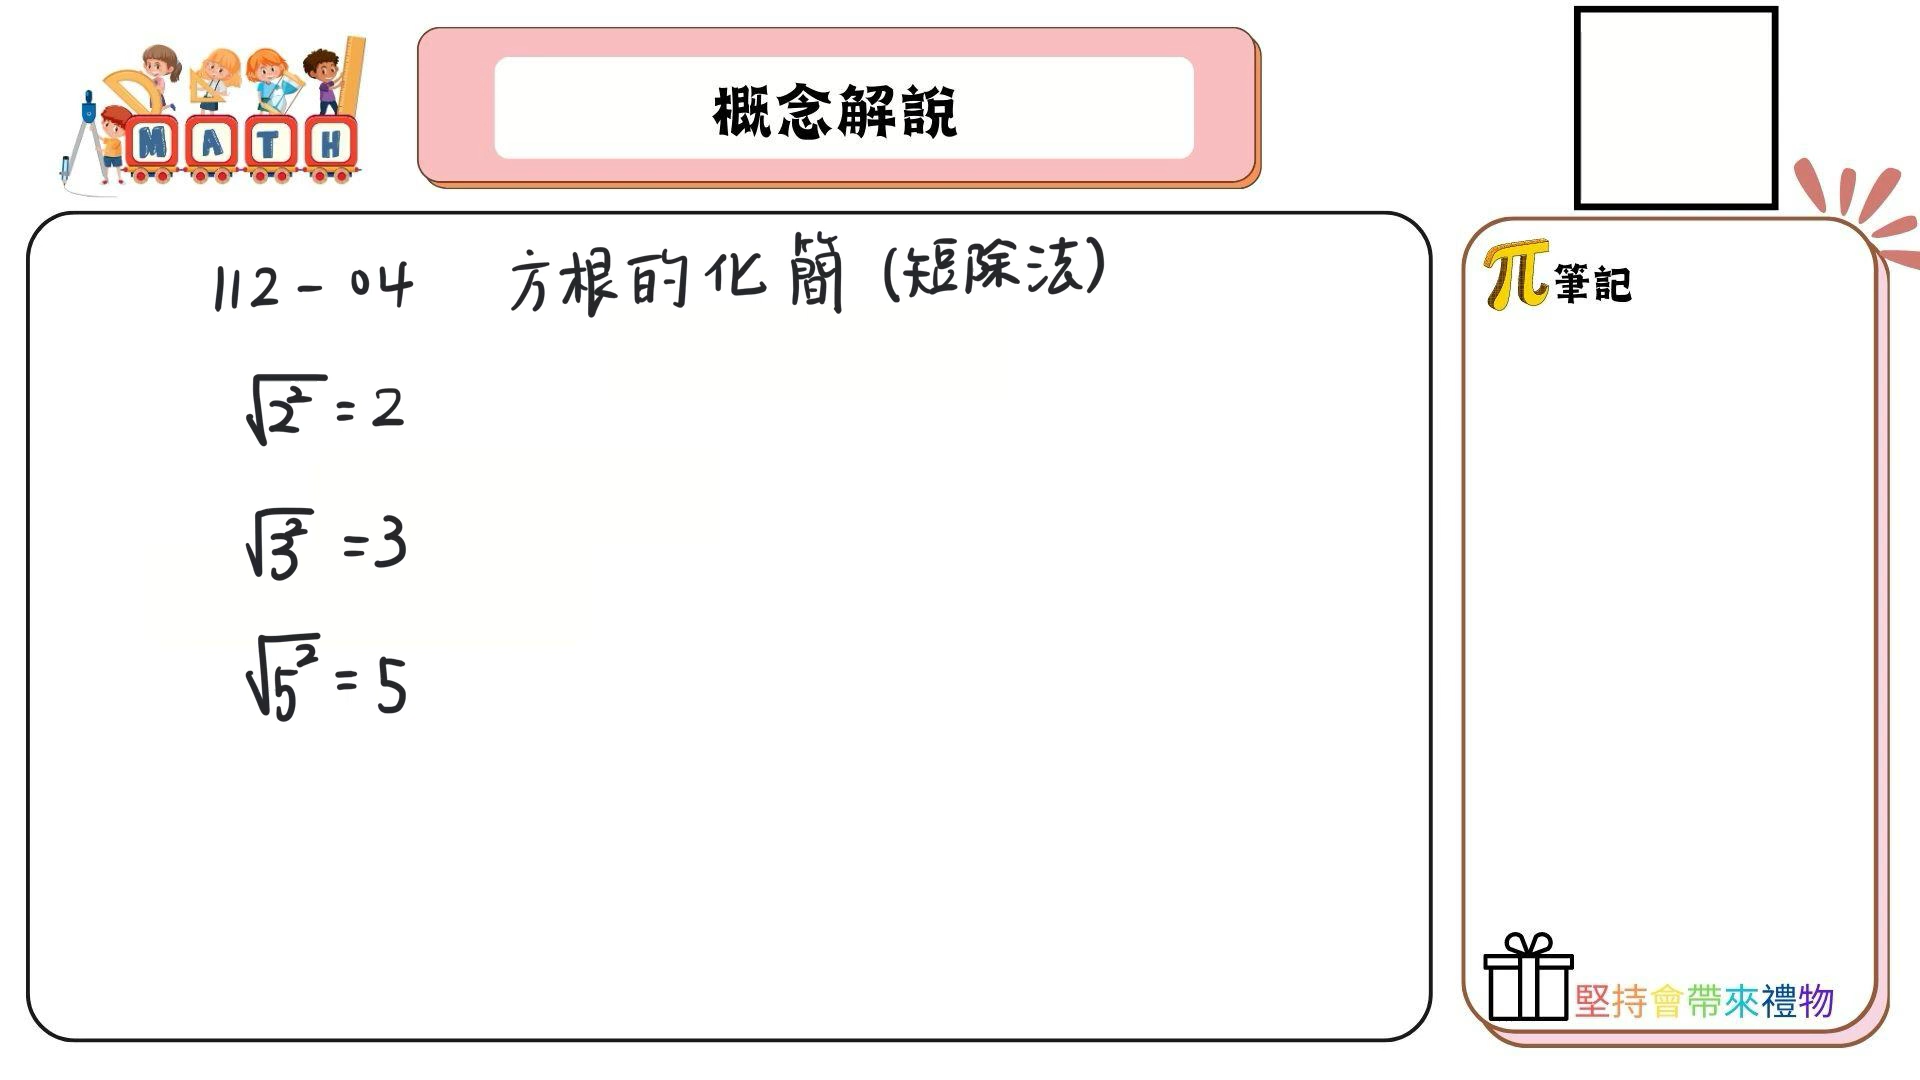 MATH
概念解說
112-04 方根的化簡(短除法)
√2² = 2
√3² = 3
√5² = 5
π筆記
堅持會帶來禮物